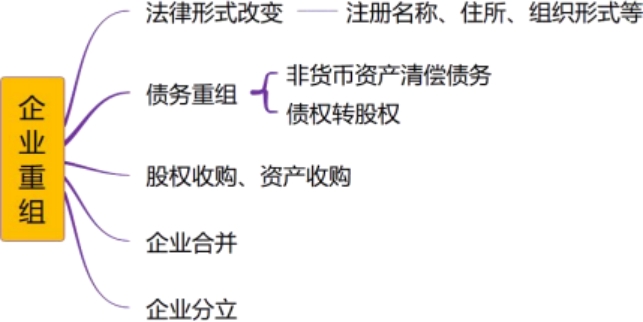 企业重组
法律形式改变
注册名称、住所、组织形式等
债务重组
非货币资产清偿债务
债权转股权
股权收购、资产收购
企业合并
企业分立